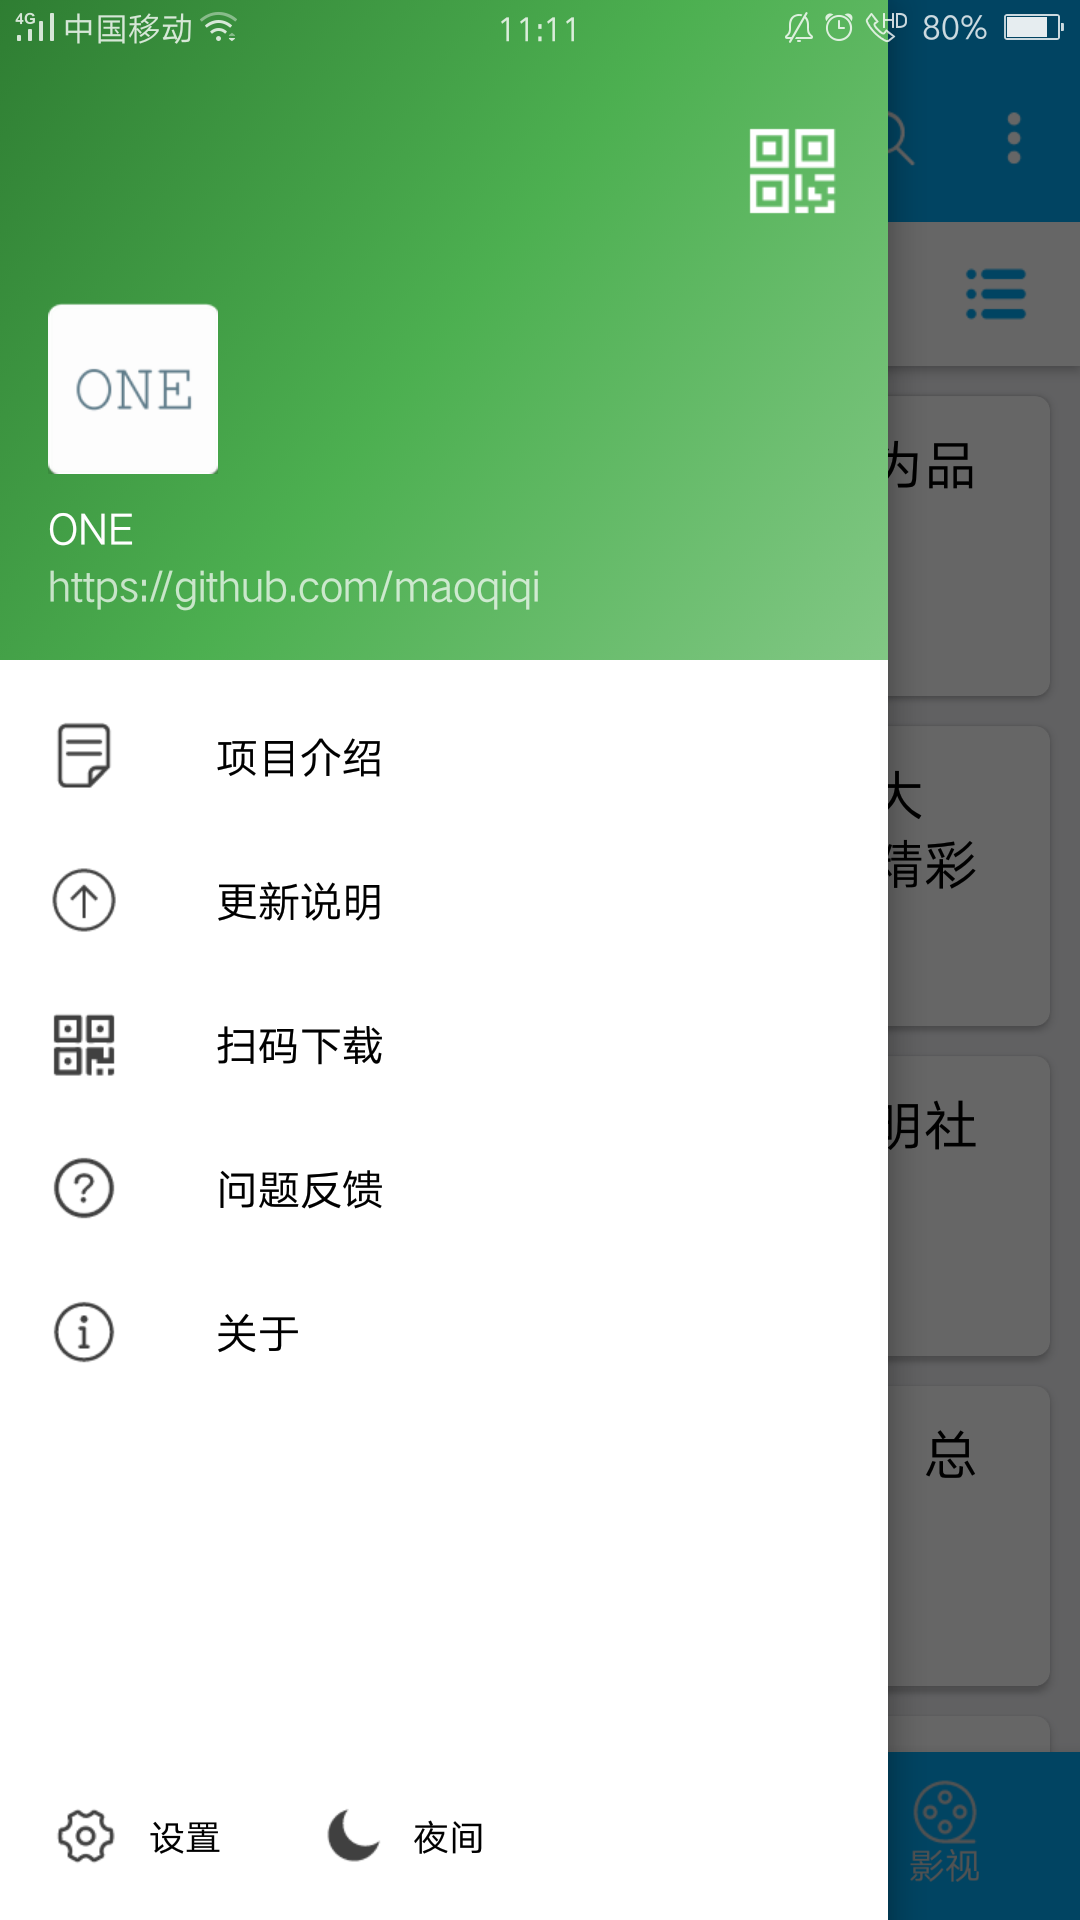 4G 中国移动 11:11 HD 80%
ONE
ONE
https://github.com/maoqiqi
项目介绍
更新说明
扫码下载
问题反馈
关于
设置 夜间
为品
大
精彩
明社
总
影视